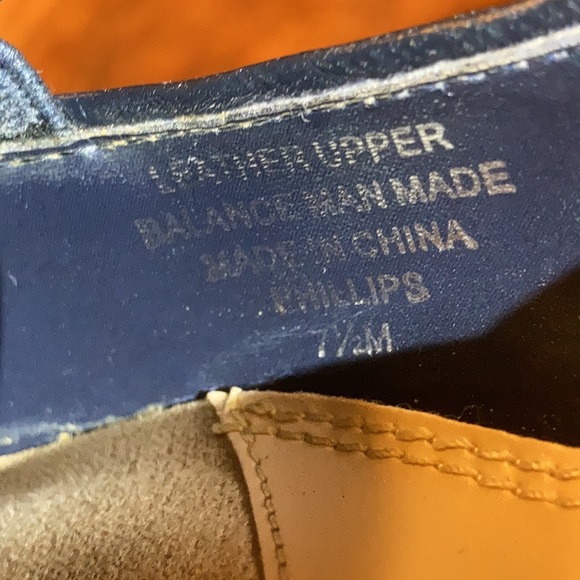 LEATHER UPPER
BALANCE MAN MADE
MADE IN CHINA
PHILLIPS
7½M